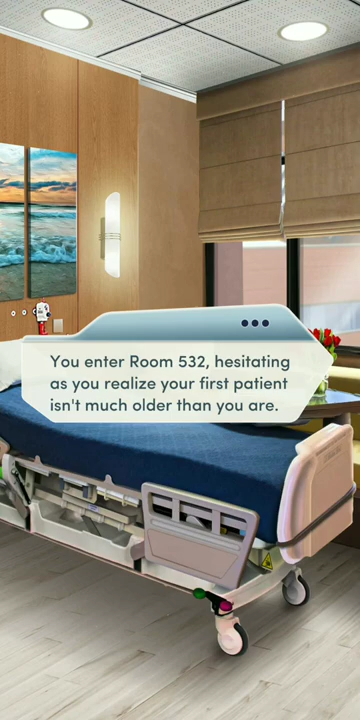 You enter Room 532, hesitating
as you realize your first patient
isn't much older than you are.